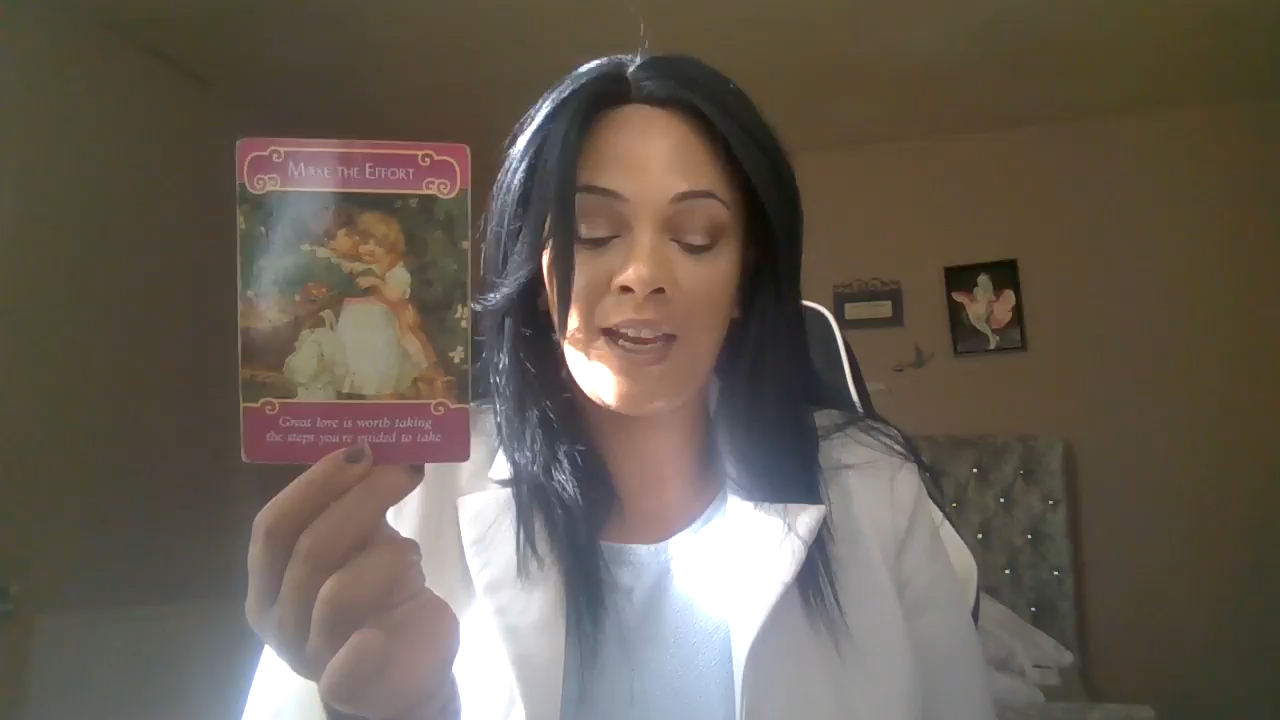 MAKE THE EFFORT
Great love is worth taking
the steps you're guided to take